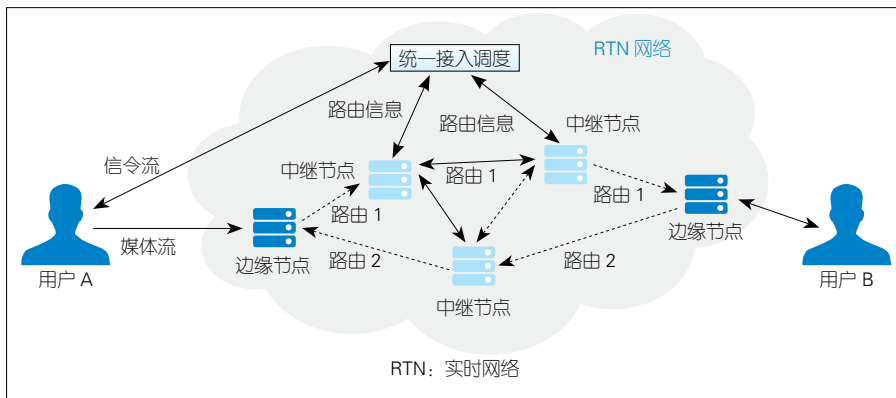 统一接入调度
RTN 网络
路由信息
路由信息
中继节点
信令流
中继节点
路由 1
路由 1
路由 1
媒体流
边缘节点
路由 2
路由 2
边缘节点
用户 A
中继节点
用户 B
RTN：实时网络